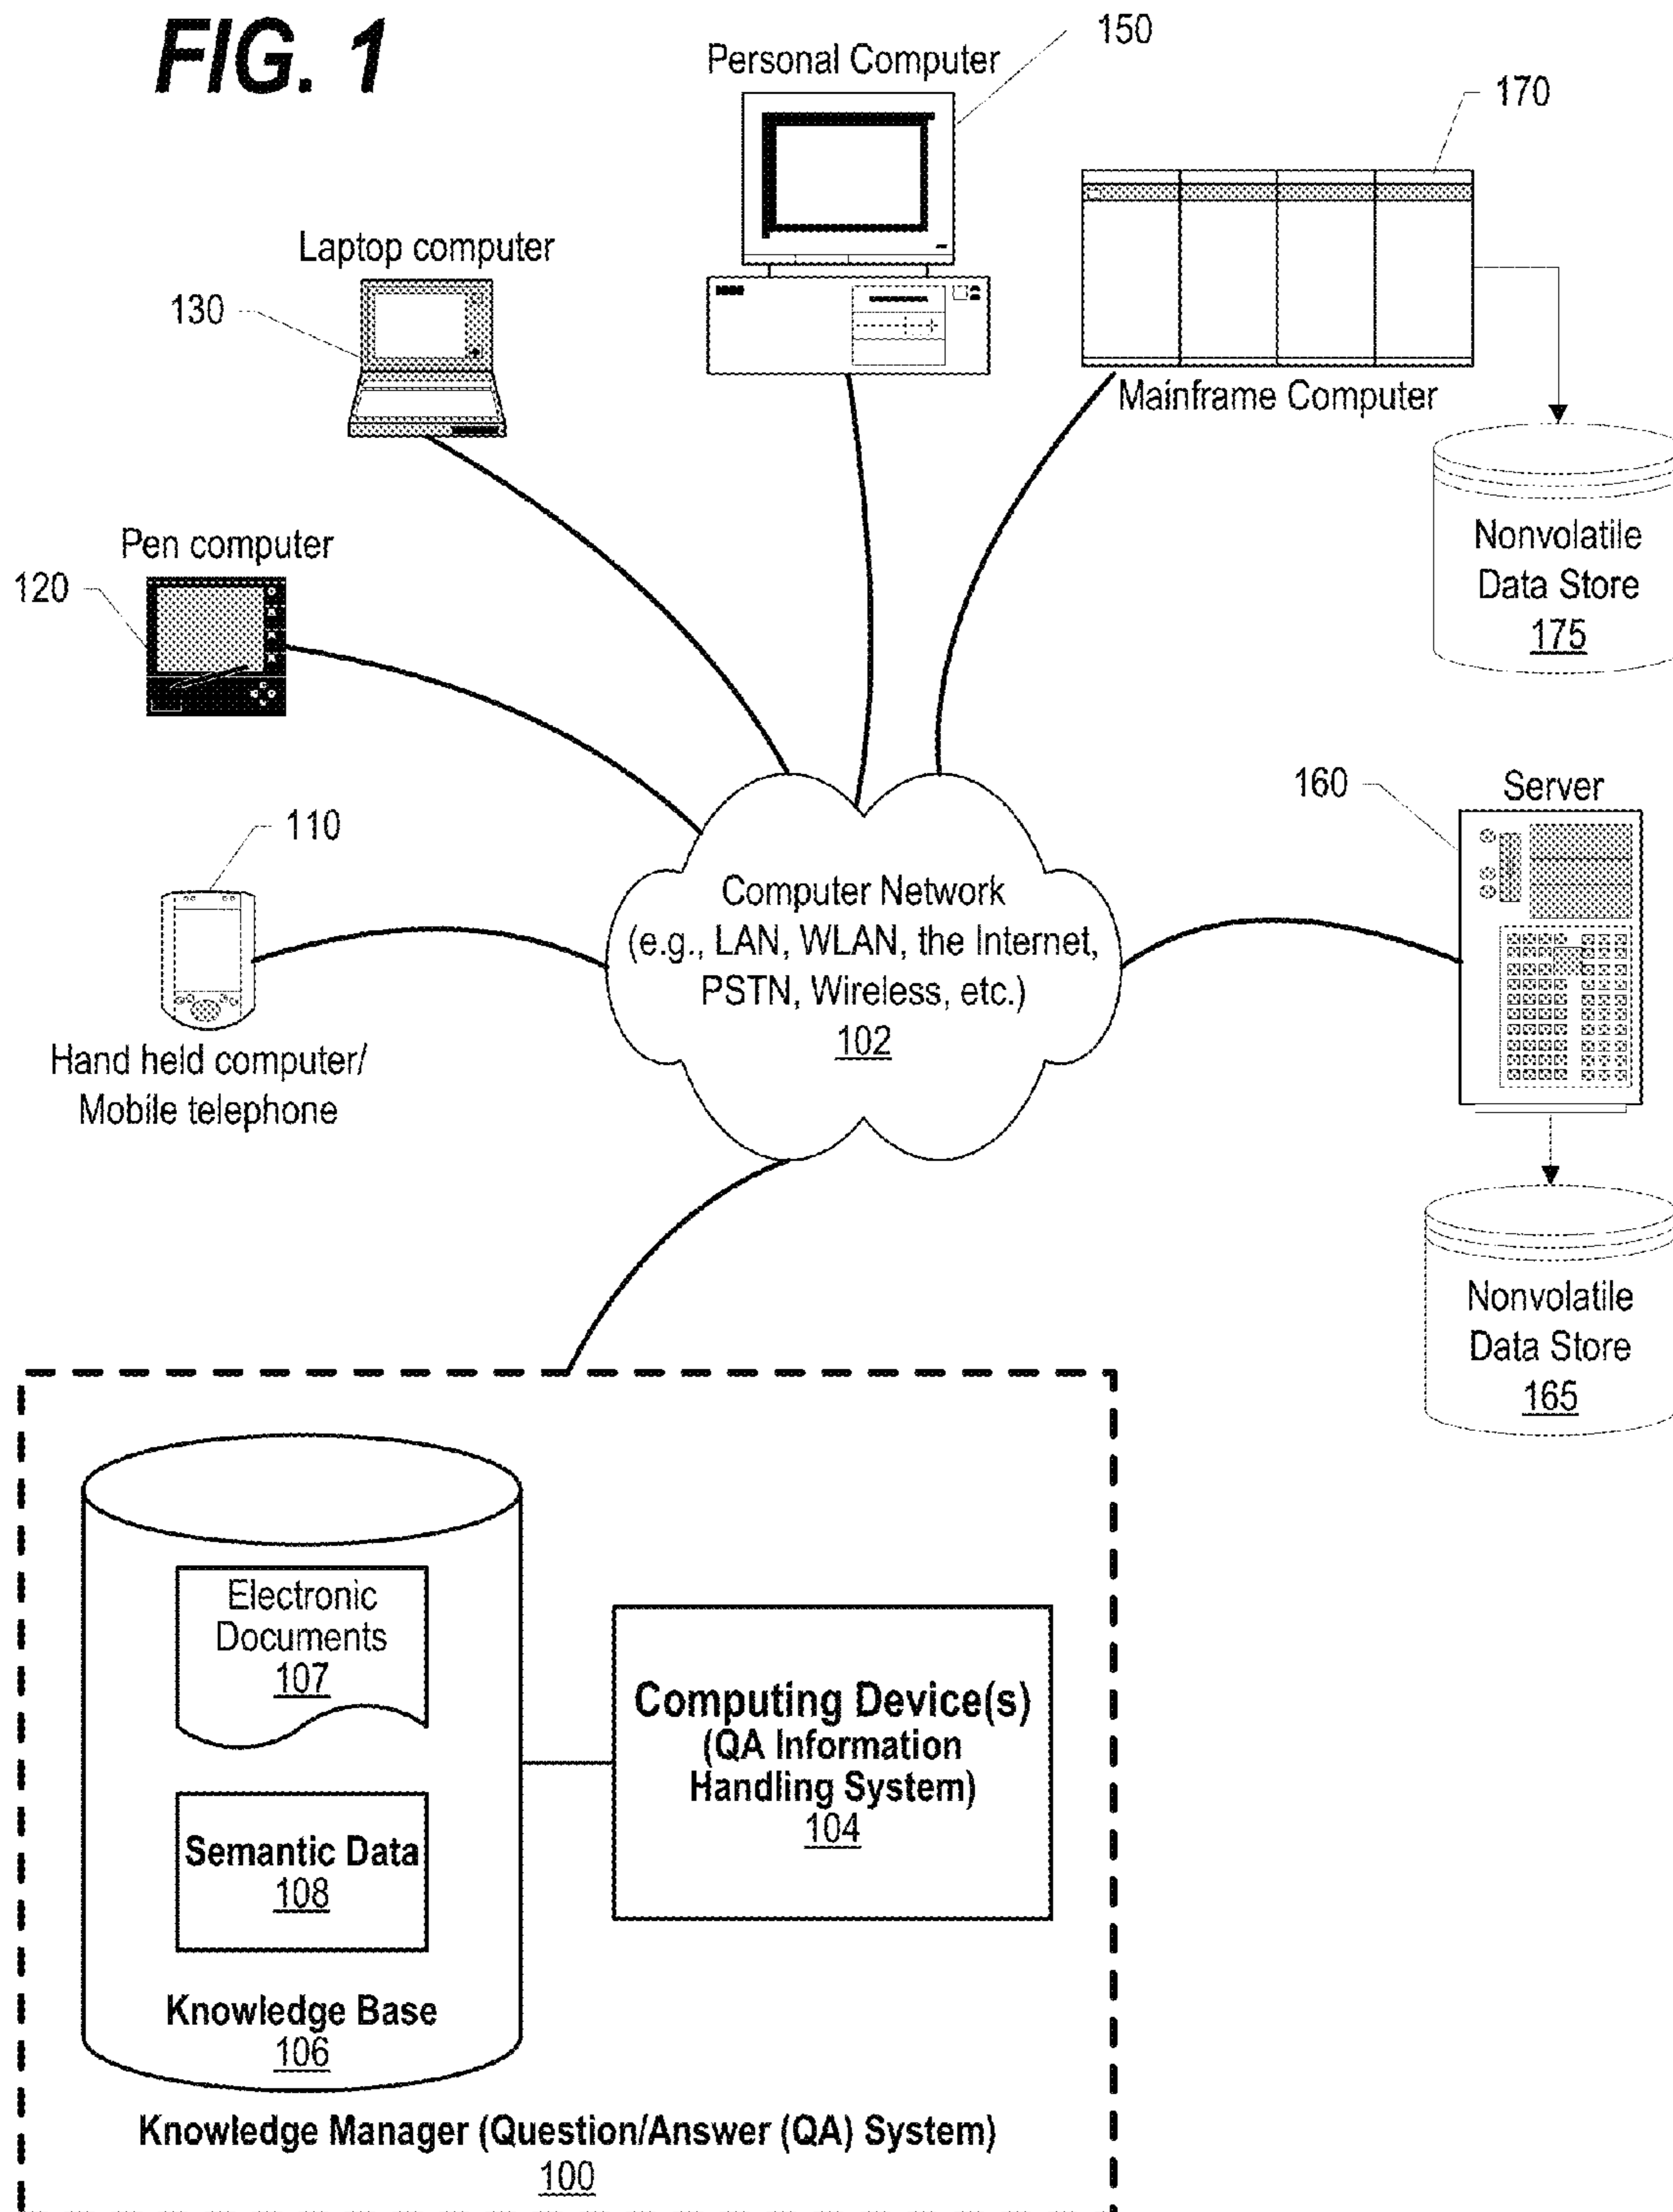 FIG. 1
Personal Computer
150
170
Laptop computer
130
Mainframe Computer
Nonvolatile
Data Store
175
Pen computer
120
110
Hand held computer/
Mobile telephone
Computer Network
(e.g., LAN, WLAN, the Internet,
PSTN, Wireless, etc.)
102
160
Server
Nonvolatile
Data Store
165
Electronic
Documents
107
Semantic Data
108
Knowledge Base
106
Computing Device(s)
(QA Information
Handling System)
104
Knowledge Manager (Question/Answer (QA) System)
100